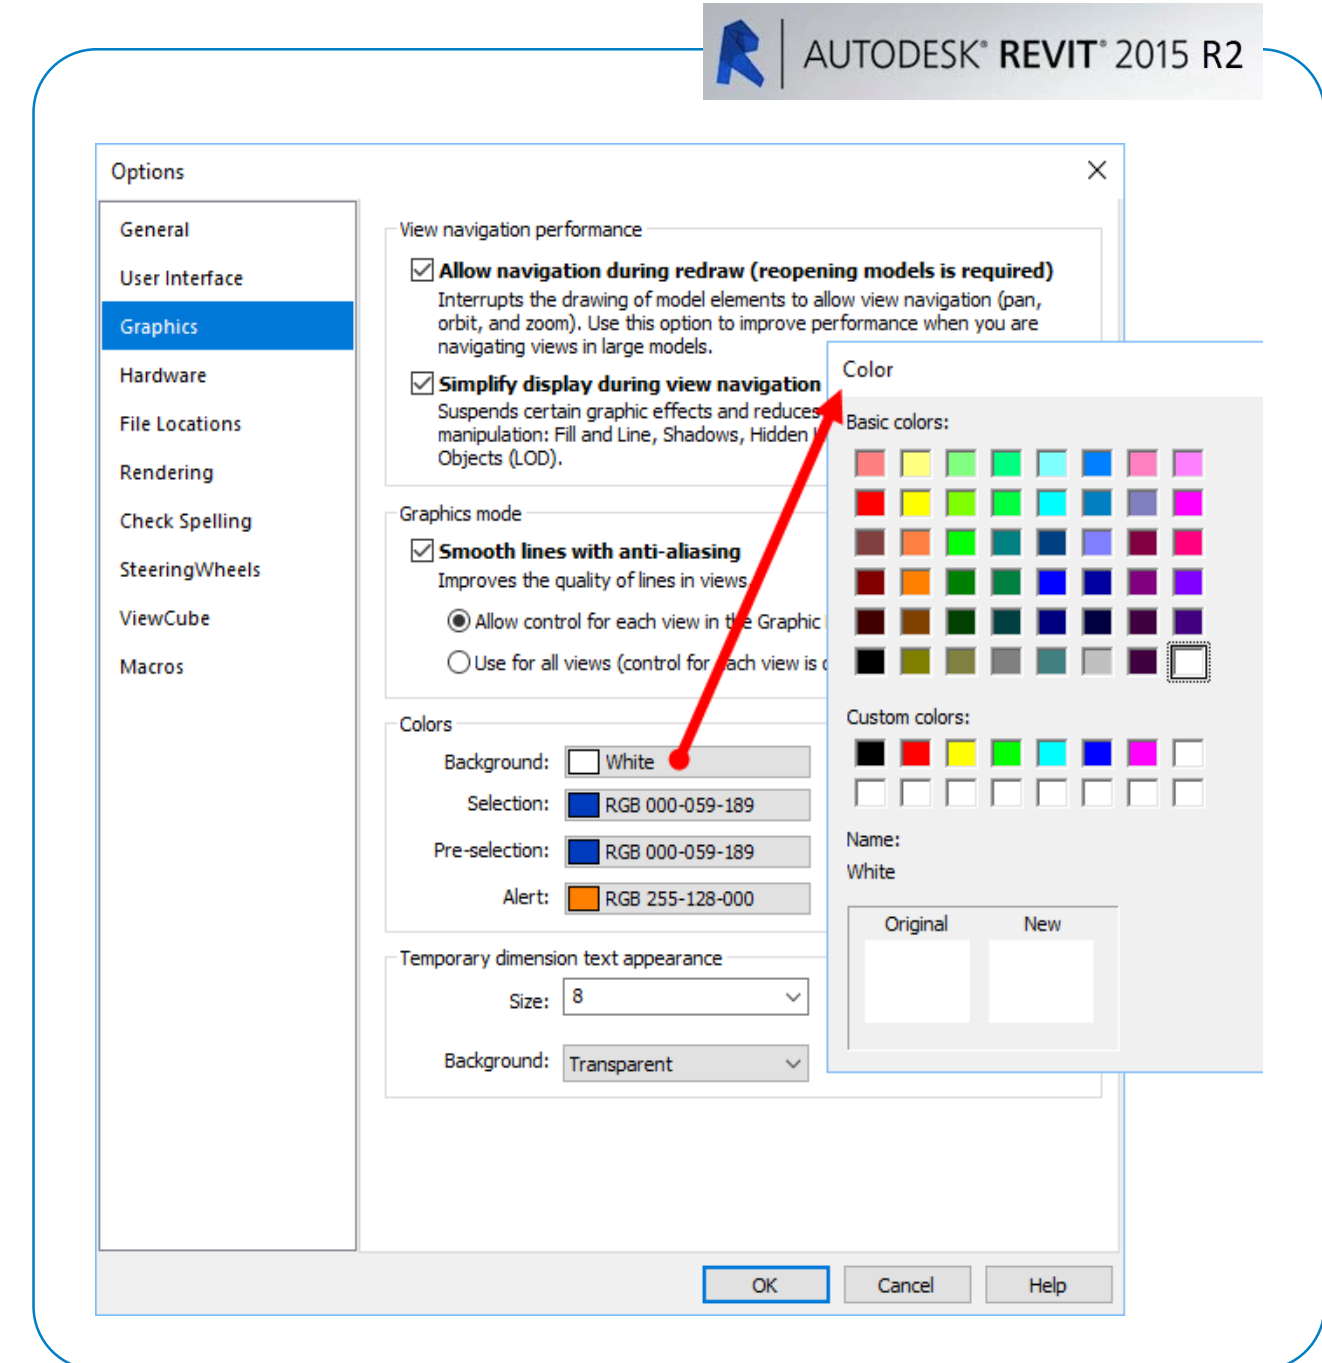 AUTODESK® REVIT® 2015 R2
Options
General
User Interface
Graphics
Hardware
File Locations
Rendering
Check Spelling
SteeringWheels
ViewCube
Macros
View navigation performance
Allow navigation during redraw (reopening models is required)
Interrupts the drawing of model elements to allow view navigation (pan,
orbit, and zoom). Use this option to improve performance when you are
navigating views in large models.
Simplify display during view navigation
Suspends certain graphic effects and reduces
manipulation: Fill and Line, Shadows, Hidden
Objects (LOD).
Graphics mode
Smooth lines with anti-aliasing
Improves the quality of lines in views.
Allow control for each view in the Graphic
Use for all views (control for each view is
Colors
Background: White
Selection: RGB 000-059-189
Pre-selection: RGB 000-059-189
Alert: RGB 255-128-000
Temporary dimension text appearance
Size: 8
Background: Transparent
OK Cancel Help
Color
Basic colors:
Custom colors:
Name:
White
Original New